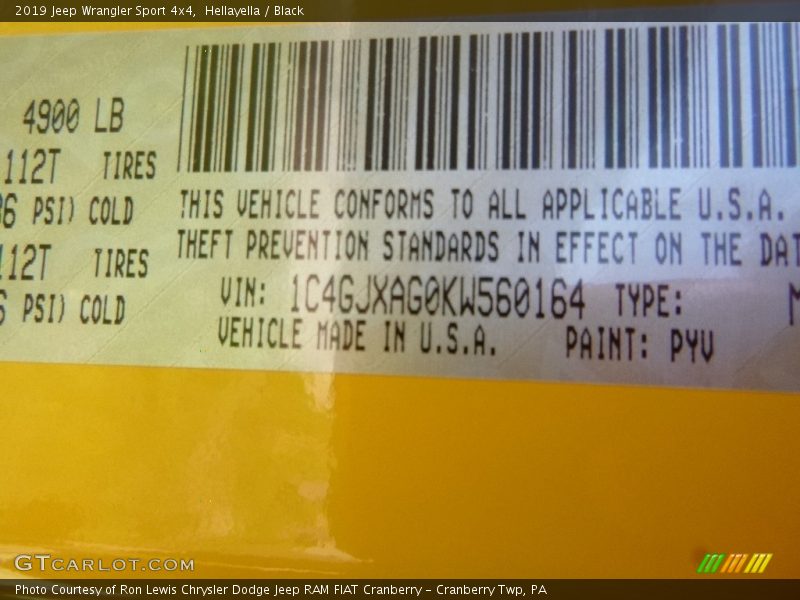 2019 Jeep Wrangler Sport 4x4, Hellayella / Black
4900 LB
112T TIRES
PSI) COLD
112T TIRES
PSI) COLD
THIS VEHICLE CONFORMS TO ALL APPLICABLE U.S.A.
THEFT PREVENTION STANDARDS IN EFFECT ON THE DAT
VIN: 1C4GJXAG0KW560164 TYPE: M
VEHICLE MADE IN U.S.A. PAINT: PYV
GTCARLOT.COM
Photo Courtesy of Ron Lewis Chrysler Dodge Jeep RAM FIAT Cranberry – Cranberry Twp, PA